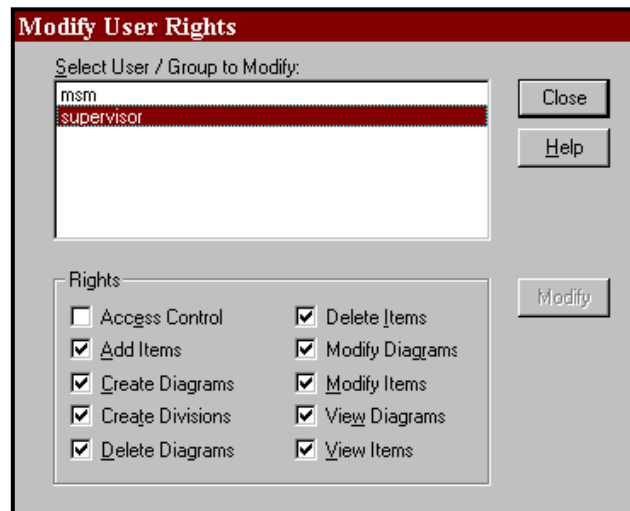 Modify User Rights
Select User / Group to Modify:
msm
supervisor
Close
Help
Rights
Access Control
Add Items
Create Diagrams
Create Divisions
Delete Diagrams
Delete Items
Modify Diagrams
Modify Items
View Diagrams
View Items
Modify